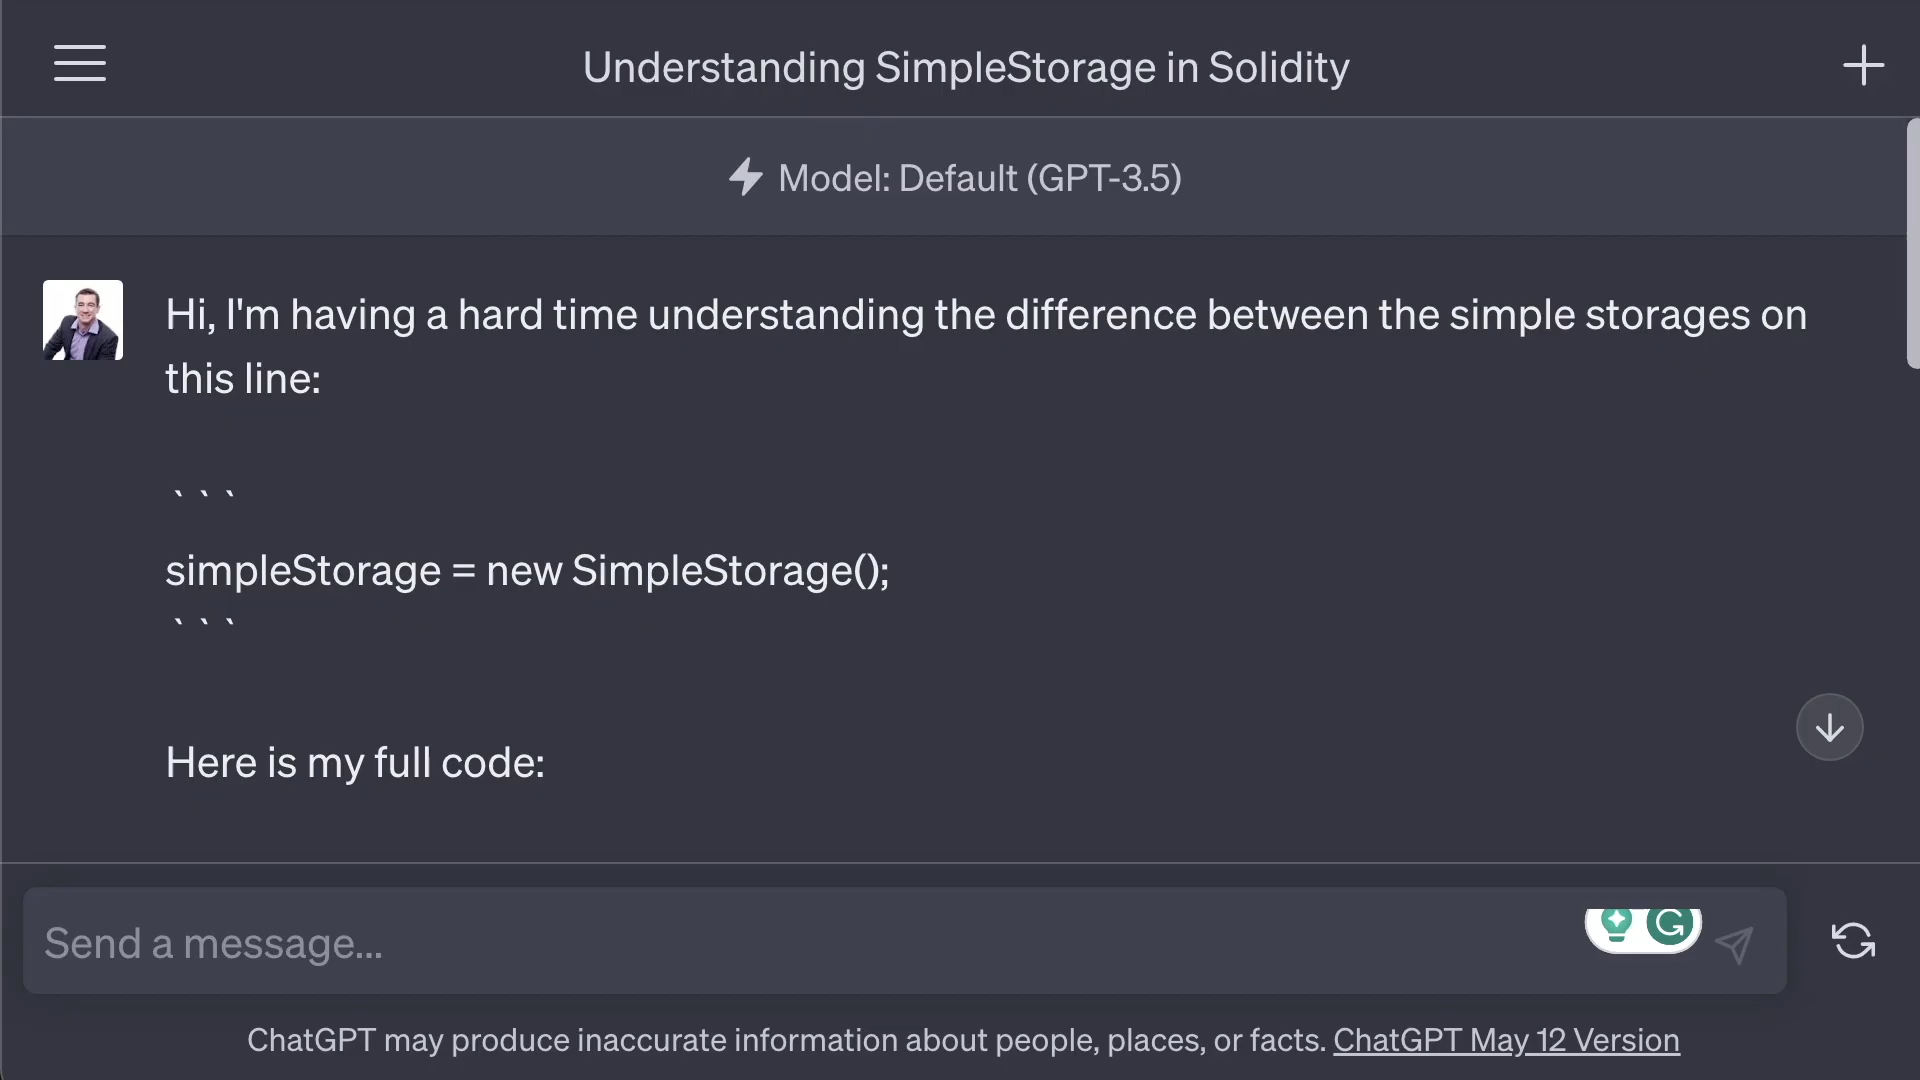 Understanding SimpleStorage in Solidity
Model: Default (GPT-3.5)
Hi, I'm having a hard time understanding the difference between the simple storages on
this line:
```
simpleStorage = new SimpleStorage();
```
Here is my full code:
Send a message...
ChatGPT may produce inaccurate information about people, places, or facts. ChatGPT May 12 Version